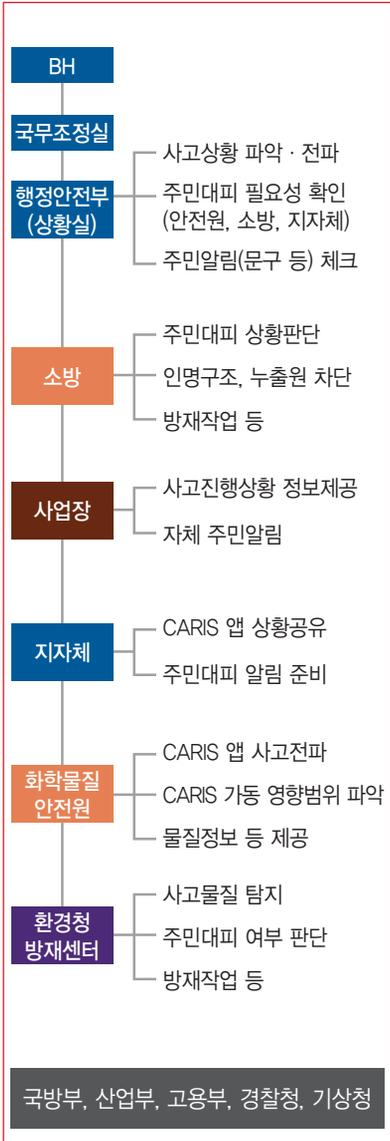 BH
국무조정실
행정안전부
(상황실)
사고상황 파악 · 전파
주민대피 필요성 확인
(안전원, 소방, 지자체)
주민알림(문구 등) 체크
소방
주민대피 상황판단
인명구조, 누출원 차단
방재작업 등
사업장
사고진행상황 정보제공
자체 주민알림
지자체
CARIS 앱 상황공유
주민대피 알림 준비
화학물질
안전원
CARIS 앱 사고전파
CARIS 가동 영향범위 파악
물질정보 등 제공
환경청
방재센터
사고물질 탐지
주민대피 여부 판단
방재작업 등
국방부, 산업부, 고용부, 경찰청, 기상청